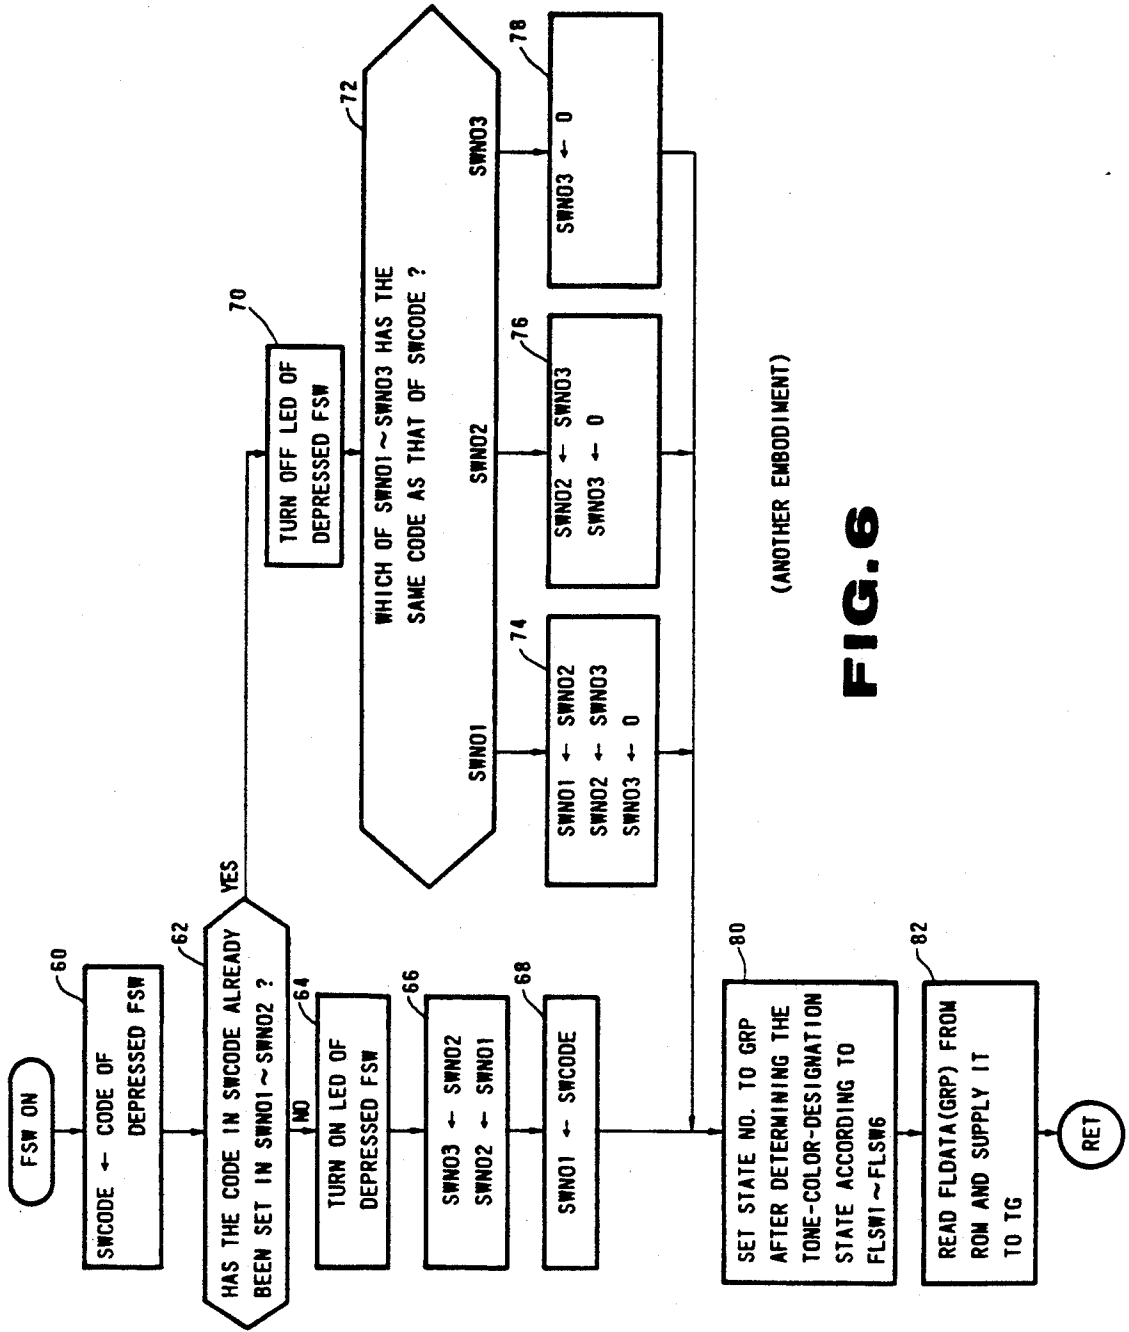 FSW ON
60
SWCODE ← CODE OF
DEPRESSED FSW
62
HAS THE CODE IN SWCODE ALREADY
BEEN SET IN SWNO1~SWNO2 ?
YES
NO
64
TURN ON LED OF
DEPRESSED FSW
66
SWNO3 ← SWNO2
SWNO2 ← SWNO1
68
SWNO1 ← SWCODE
70
TURN OFF LED OF
DEPRESSED FSW
72
WHICH OF SWNO1~SWNO3 HAS THE
SAME CODE AS THAT OF SWCODE ?
SWNO1
SWNO2
SWNO3
74
SWNO1 ← SWNO2
SWNO2 ← SWNO3
SWNO3 ← 0
76
SWNO2 ← SWNO3
SWNO3 ← 0
78
SWNO3 ← 0
80
SET STATE NO. TO GRP
AFTER DETERMINING THE
TONE-COLOR-DESIGNATION
STATE ACCORDING TO
FLSW1~FLSW6
82
READ FLDATA(GRP) FROM
ROM AND SUPPLY IT
TO TG
RET
(ANOTHER EMBODIMENT)
FIG.6